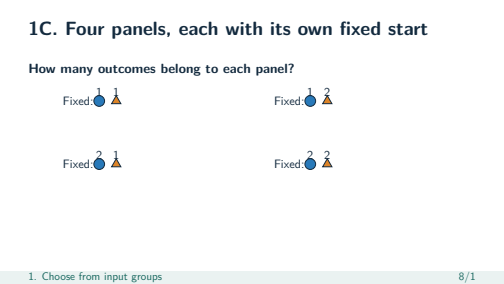 1C. Four panels, each with its own fixed start
How many outcomes belong to each panel?
1 1
Fixed:
1 2
Fixed:
2 1
Fixed:
2 2
Fixed:
1. Choose from input groups
8/1